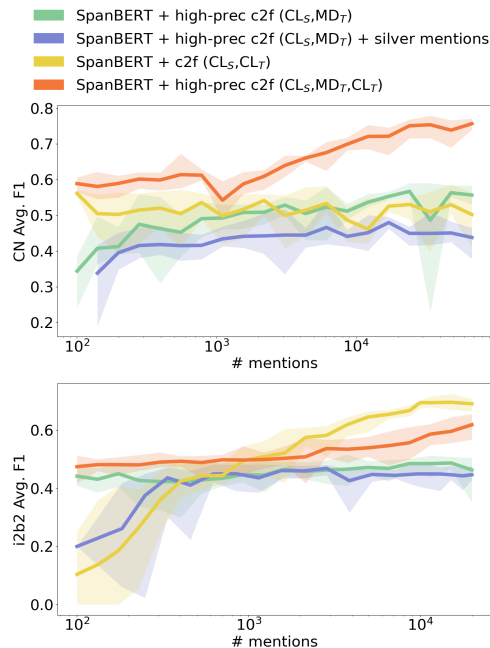 SpanBERT + high-prec c2f (CL_S,MD_T)
SpanBERT + high-prec c2f (CL_S,MD_T) + silver mentions
SpanBERT + c2f (CL_S,CL_T)
SpanBERT + high-prec c2f (CL_S,MD_T,CL_T)
CN Avg. F1
0.8
0.7
0.6
0.5
0.4
0.3
0.2
10^2 10^3 10^4
# mentions
i2b2 Avg. F1
0.6
0.4
0.2
0.0
10^2 10^3 10^4
# mentions